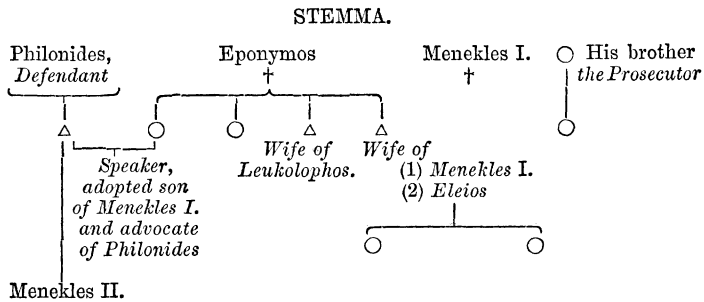 STEMMA.
Philonides, Eponymos Menekles I. His brother
Defendant † † the Prosecutor
Wife of Wife of
Speaker, Leukolophos. (1) Menekles I.
adopted son (2) Eleios
of Menekles I.
and advocate
of Philonides
Menekles II.